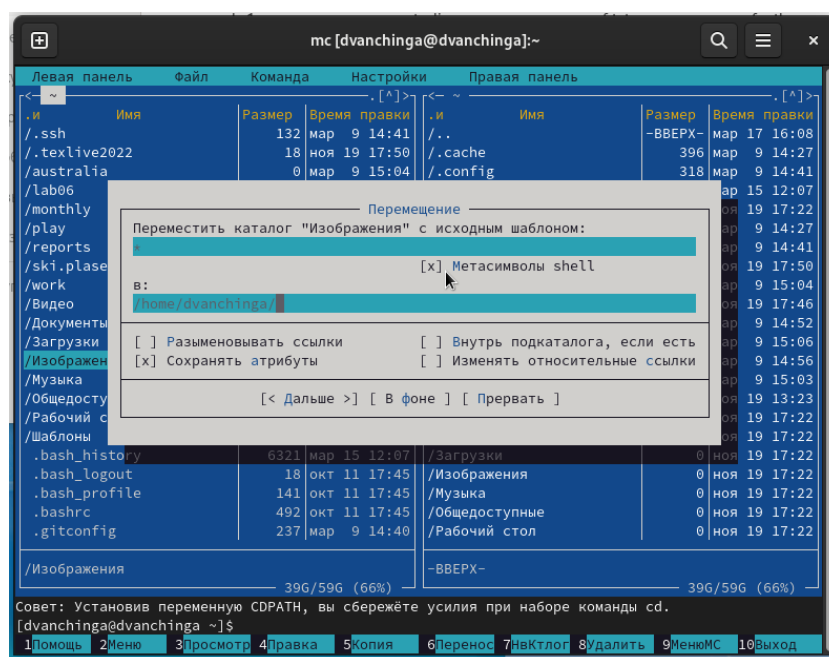 mc [dvanchinga@dvanchinga]:~
Левая панель Файл Команда Настройки Правая панель
<— ~ .[^]> <— ~ .[^]>
.и Имя Размер Время правки .и Имя Размер Время правки
/.ssh 132 мар 9 14:41 /.. -ВВЕРХ- мар 17 16:08
/.texlive2022 18 ноя 19 17:50 /.cache 396 мар 9 14:27
/australia 0 мар 9 15:04 /.config 318 мар 9 14:41
/lab06 ар 15 12:07
/monthly Перемещение оя 19 17:22
/play Переместить каталог "Изображения" с исходным шаблоном: ар 9 14:27
/reports * ар 9 14:41
/ski.plase [x] Метасимволы shell оя 19 17:50
/work в: ар 9 15:04
/Видео /home/dvanchinga/ оя 19 17:46
/Документы ар 9 14:52
/Загрузки [ ] Разыменовывать ссылки [ ] Внутрь подкаталога, если есть ар 9 15:06
/Изображен [x] Сохранять атрибуты [ ] Изменять относительные ссылки ар 9 14:56
/Музыка ар 9 15:03
/Общедосту [< Дальше >] [ В фоне ] [ Прервать ] оя 19 13:23
/Рабочий с оя 19 17:22
/Шаблоны оя 19 17:22
.bash_history 6321 мар 15 12:07 /Загрузки 0 ноя 19 17:22
.bash_logout 18 окт 11 17:45 /Изображения 0 ноя 19 17:22
.bash_profile 141 окт 11 17:45 /Музыка 0 ноя 19 17:22
.bashrc 492 окт 11 17:45 /Общедоступные 0 ноя 19 17:22
.gitconfig 237 мар 9 14:40 /Рабочий стол 0 ноя 19 17:22
/Изображения -ВВЕРХ-
39G/59G (66%) 39G/59G (66%)
Совет: Установив переменную CDPATH, вы сбережёте усилия при наборе команды cd.
[dvanchinga@dvanchinga ~]$
1Помощь 2Меню 3Просмотр 4Правка 5Копия 6Перенос 7НвКтлог 8Удалить 9МенюМС 10Выход